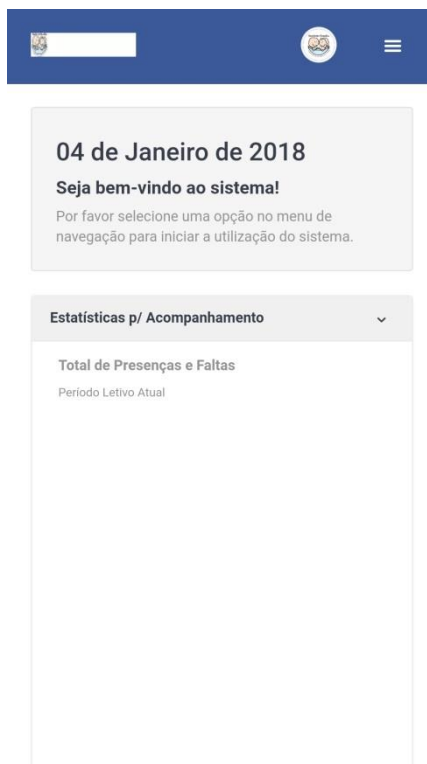 04 de Janeiro de 2018
Seja bem-vindo ao sistema!
Por favor selecione uma opção no menu de
navegação para iniciar a utilização do sistema.
Estatísticas p/ Acompanhamento
Total de Presenças e Faltas
Período Letivo Atual